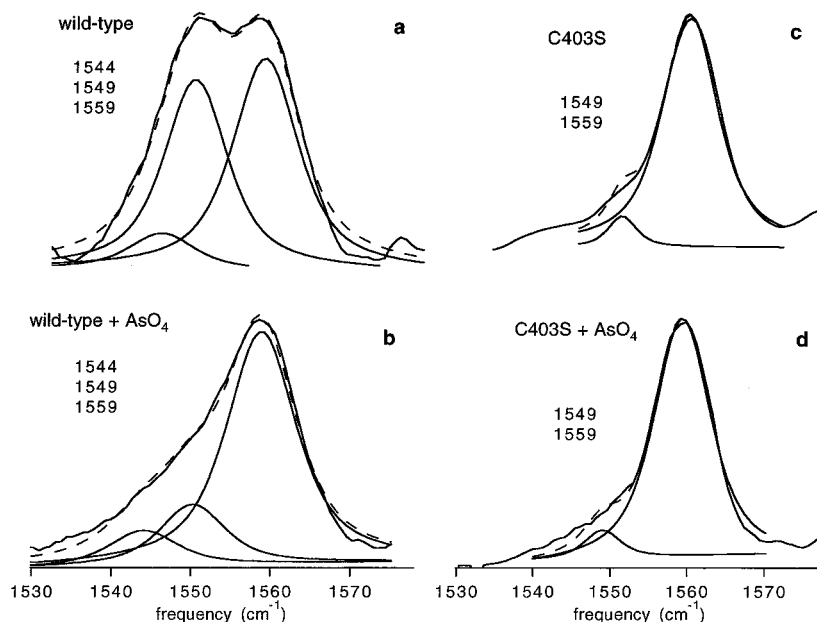 wild-type
a
1544
1549
1559
C403S
c
1549
1559
wild-type + AsO₄
b
1544
1549
1559
C403S + AsO₄
d
1549
1559
1530 1540 1550 1560 1570
frequency (cm⁻¹)
1530 1540 1550 1560 1570
frequency (cm⁻¹)